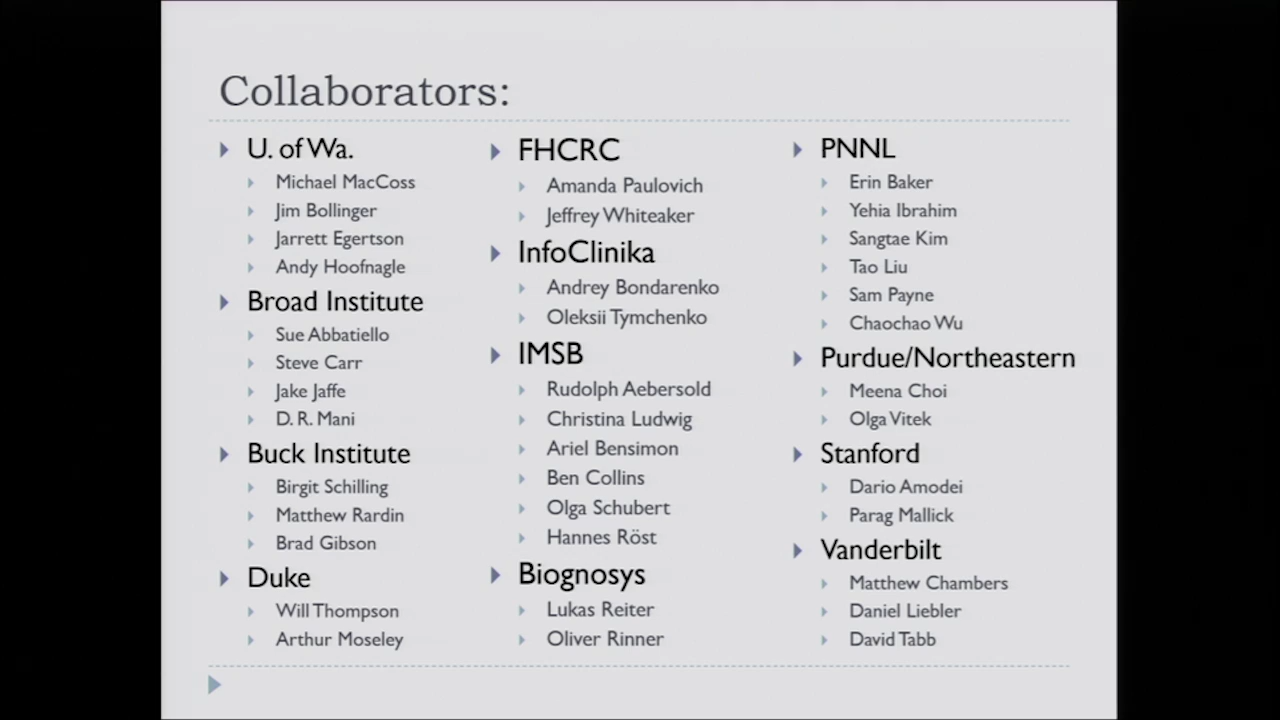 Collaborators:
U. of Wa.
Michael MacCoss
Jim Bollinger
Jarrett Egertson
Andy Hoofnagle
Broad Institute
Sue Abbatiello
Steve Carr
Jake Jaffe
D. R. Mani
Buck Institute
Birgit Schilling
Matthew Rardin
Brad Gibson
Duke
Will Thompson
Arthur Moseley
FHCRC
Amanda Paulovich
Jeffrey Whiteaker
InfoClinika
Andrey Bondarenko
Oleksii Tymchenko
IMSB
Rudolph Aebersold
Christina Ludwig
Ariel Bensimon
Ben Collins
Olga Schubert
Hannes Röst
Biognosys
Lukas Reiter
Oliver Rinner
PNNL
Erin Baker
Yehia Ibrahim
Sangtae Kim
Tao Liu
Sam Payne
Chaochao Wu
Purdue/Northeastern
Meena Choi
Olga Vitek
Stanford
Dario Amodei
Parag Mallick
Vanderbilt
Matthew Chambers
Daniel Liebler
David Tabb